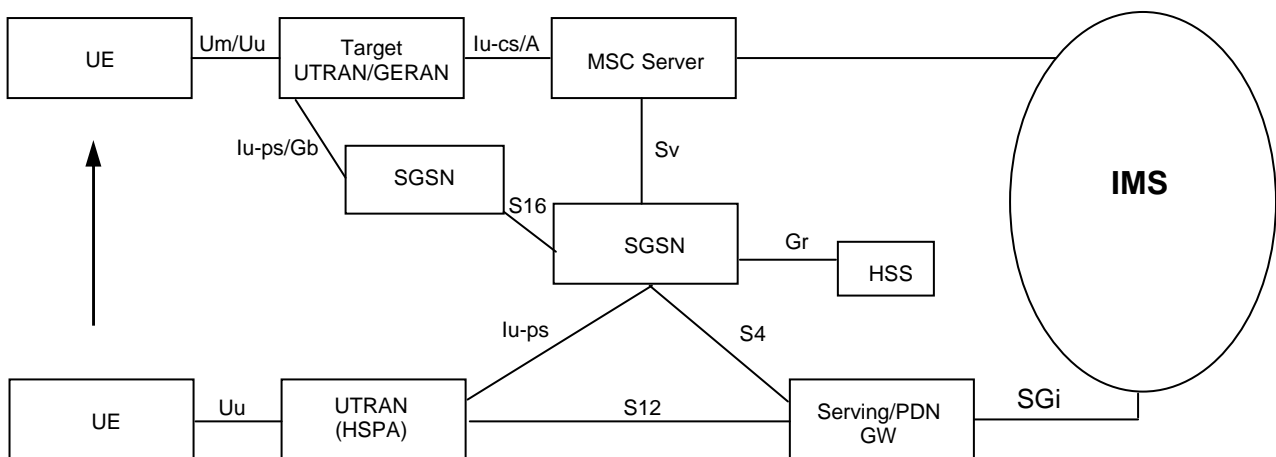 UE
Um/Uu
Target
UTRAN/GERAN
Iu-cs/A
MSC Server
Iu-ps/Gb
SGSN
S16
Sv
IMS
SGSN
Gr
HSS
Iu-ps
S4
UE
Uu
UTRAN
(HSPA)
S12
Serving/PDN
GW
SGi